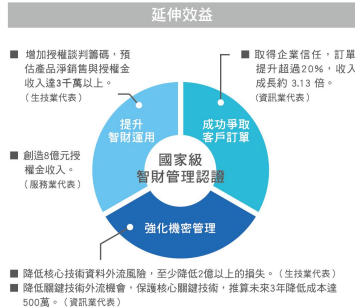 延伸效益
■ 增加授權談判籌碼，預
估產品淨銷售與授權金
收入達3千萬以上。
（生技業代表）
■ 創造8億元授
權金收入。
（服務業代表）
■ 取得企業信任，訂單
提升超過20%，收入
成長約 3.13 倍。
（資訊業代表）
提升
智財運用
成功爭取
客戶訂單
國家級
智財管理認證
強化機密管理
■ 降低核心技術資料外流風險，至少降低2億以上的損失。（生技業代表）
■ 降低關鍵技術外流機會，保護核心關鍵技術，推算未來3年降低成本達
500萬。（資訊業代表）